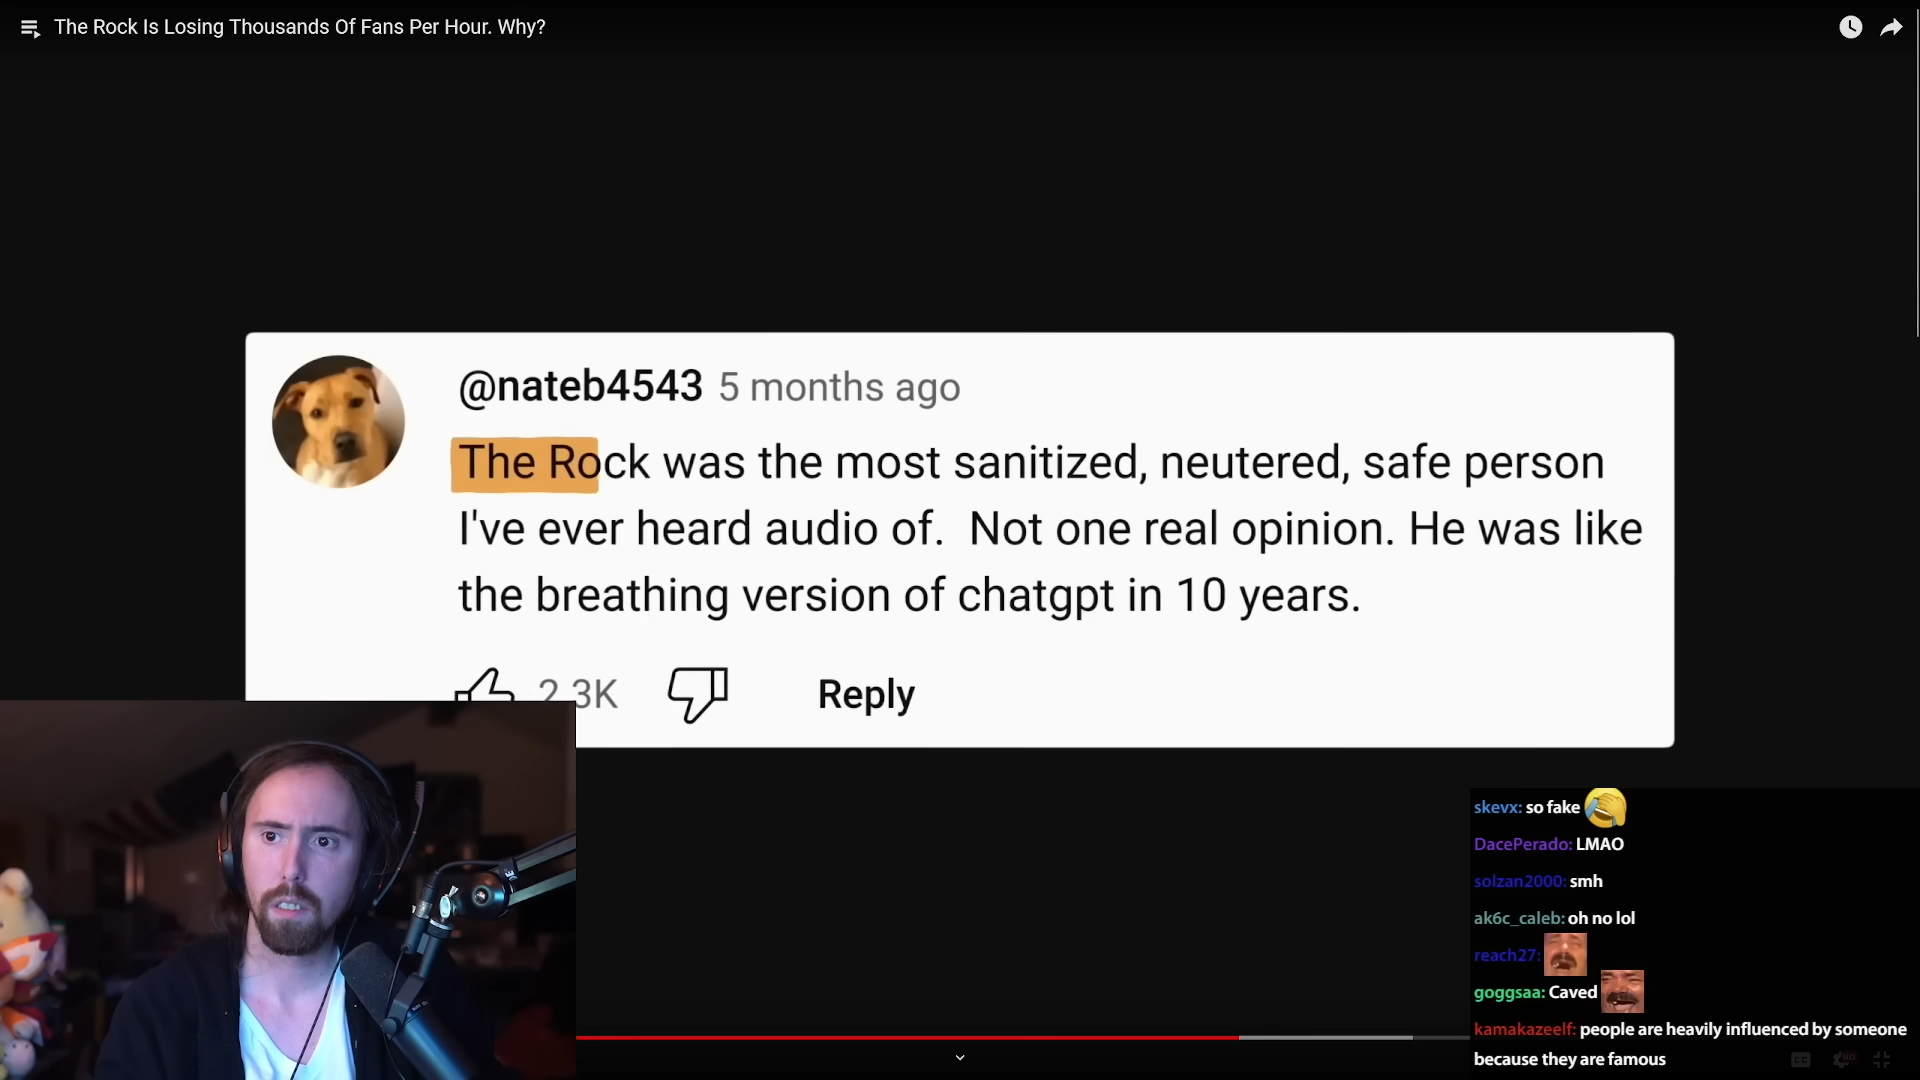 The Rock Is Losing Thousands Of Fans Per Hour. Why?
@nateb4543 5 months ago
The Rock was the most sanitized, neutered, safe person
I've ever heard audio of.  Not one real opinion. He was like
the breathing version of chatgpt in 10 years.
2.3K Reply
skevx: so fake
DacePerado: LMAO
solzan2000: smh
ak6c_caleb: oh no lol
reach27:
goggsaa: Caved
kamakazeelf: people are heavily influenced by someone
because they are famous
CC HD